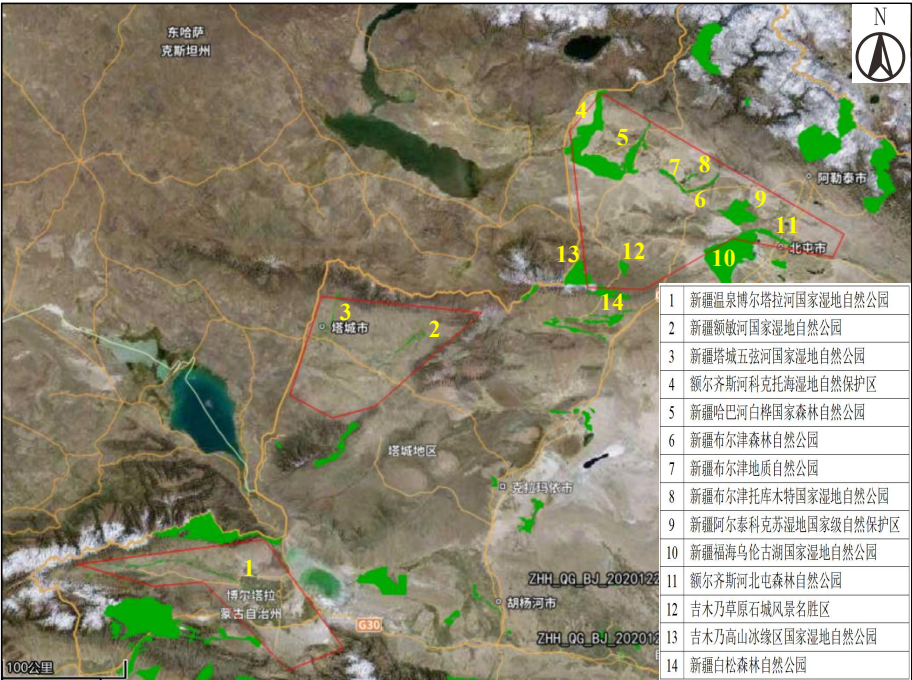 N
东哈萨
克斯坦州
4
5
7
8
6
阿勒泰市
9
11
北屯市
13
12
10
14
3
塔城市
2
塔城地区
克拉玛依市
1
博尔塔拉
蒙古自治州
ZHH_QG_BJ_2020122
胡杨河市
G30
ZHH_QG_BJ_202012
100公里
1 新疆温泉博尔塔拉河国家湿地自然公园
2 新疆额敏河国家湿地自然公园
3 新疆塔城五弦河国家湿地自然公园
4 额尔齐斯河科克托海湿地自然保护区
5 新疆哈巴河白桦国家森林自然公园
6 新疆布尔津森林自然公园
7 新疆布尔津地质自然公园
8 新疆布尔津托库木特国家湿地自然公园
9 新疆阿尔泰科克苏湿地国家级自然保护区
10 新疆福海乌伦古湖国家湿地自然公园
11 额尔齐斯河北屯森林自然公园
12 吉木乃草原石城风景名胜区
13 吉木乃高山冰缘区国家湿地自然公园
14 新疆白松森林自然公园